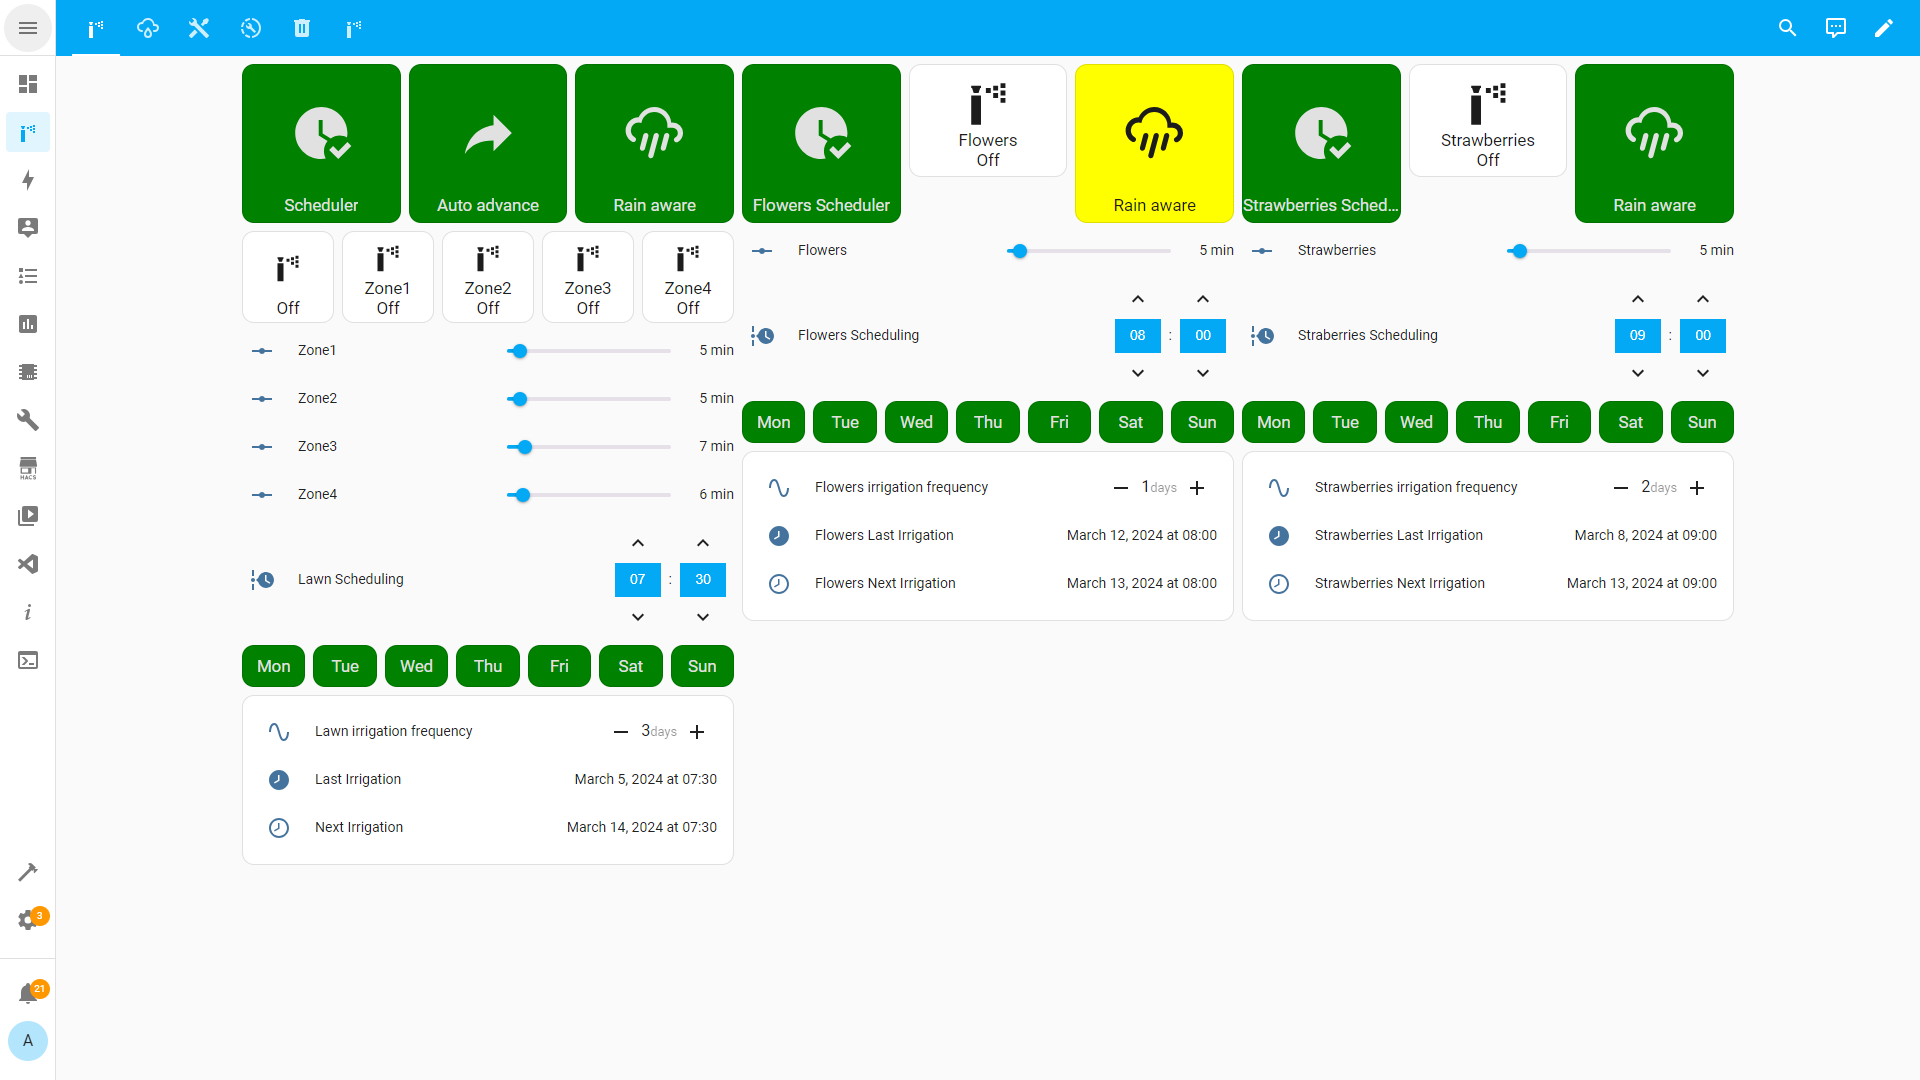 Scheduler
Auto advance
Rain aware
Flowers Scheduler
Flowers
Off
Rain aware
Strawberries Sched...
Strawberries
Off
Rain aware
Off
Zone1
Off
Zone2
Off
Zone3
Off
Zone4
Off
Zone1 5 min
Zone2 5 min
Zone3 7 min
Zone4 6 min
Lawn Scheduling 07 : 30
Mon Tue Wed Thu Fri Sat Sun
Lawn irrigation frequency 3days
Last Irrigation March 5, 2024 at 07:30
Next Irrigation March 14, 2024 at 07:30
Flowers 5 min
Flowers Scheduling 08 : 00
Mon Tue Wed Thu Fri Sat Sun
Flowers irrigation frequency 1days
Flowers Last Irrigation March 12, 2024 at 08:00
Flowers Next Irrigation March 13, 2024 at 08:00
Strawberries 5 min
Straberries Scheduling 09 : 00
Mon Tue Wed Thu Fri Sat Sun
Strawberries irrigation frequency 2days
Strawberries Last Irrigation March 8, 2024 at 09:00
Strawberries Next Irrigation March 13, 2024 at 09:00
HACS
3
21
A